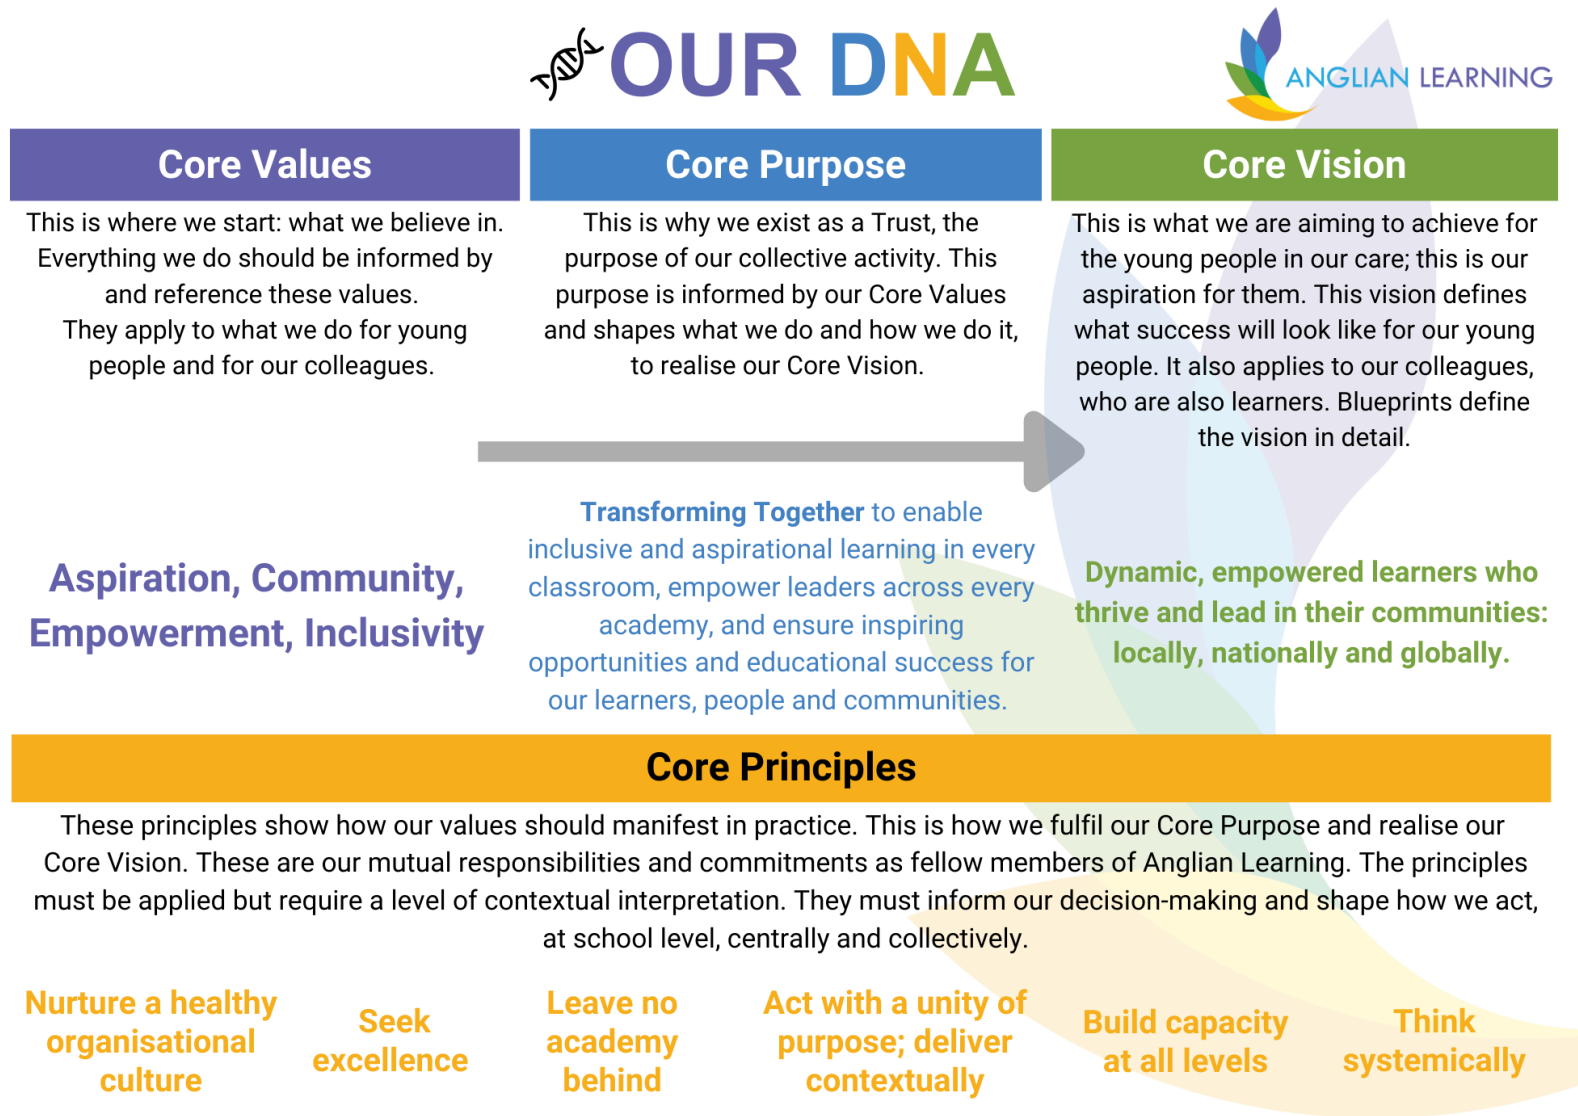 OUR DNA
ANGLIAN LEARNING
Core Values
This is where we start: what we believe in.
Everything we do should be informed by
and reference these values.
They apply to what we do for young
people and for our colleagues.
Aspiration, Community,
Empowerment, Inclusivity
Core Purpose
This is why we exist as a Trust, the
purpose of our collective activity. This
purpose is informed by our Core Values
and shapes what we do and how we do it,
to realise our Core Vision.
Transforming Together to enable
inclusive and aspirational learning in every
classroom, empower leaders across every
academy, and ensure inspiring
opportunities and educational success for
our learners, people and communities.
Core Vision
This is what we are aiming to achieve for
the young people in our care; this is our
aspiration for them. This vision defines
what success will look like for our young
people. It also applies to our colleagues,
who are also learners. Blueprints define
the vision in detail.
Dynamic, empowered learners who
thrive and lead in their communities:
locally, nationally and globally.
Core Principles
These principles show how our values should manifest in practice. This is how we fulfil our Core Purpose and realise our
Core Vision. These are our mutual responsibilities and commitments as fellow members of Anglian Learning. The principles
must be applied but require a level of contextual interpretation. They must inform our decision-making and shape how we act,
at school level, centrally and collectively.
Nurture a healthy
organisational
culture
Seek
excellence
Leave no
academy
behind
Act with a unity of
purpose; deliver
contextually
Build capacity
at all levels
Think
systemically